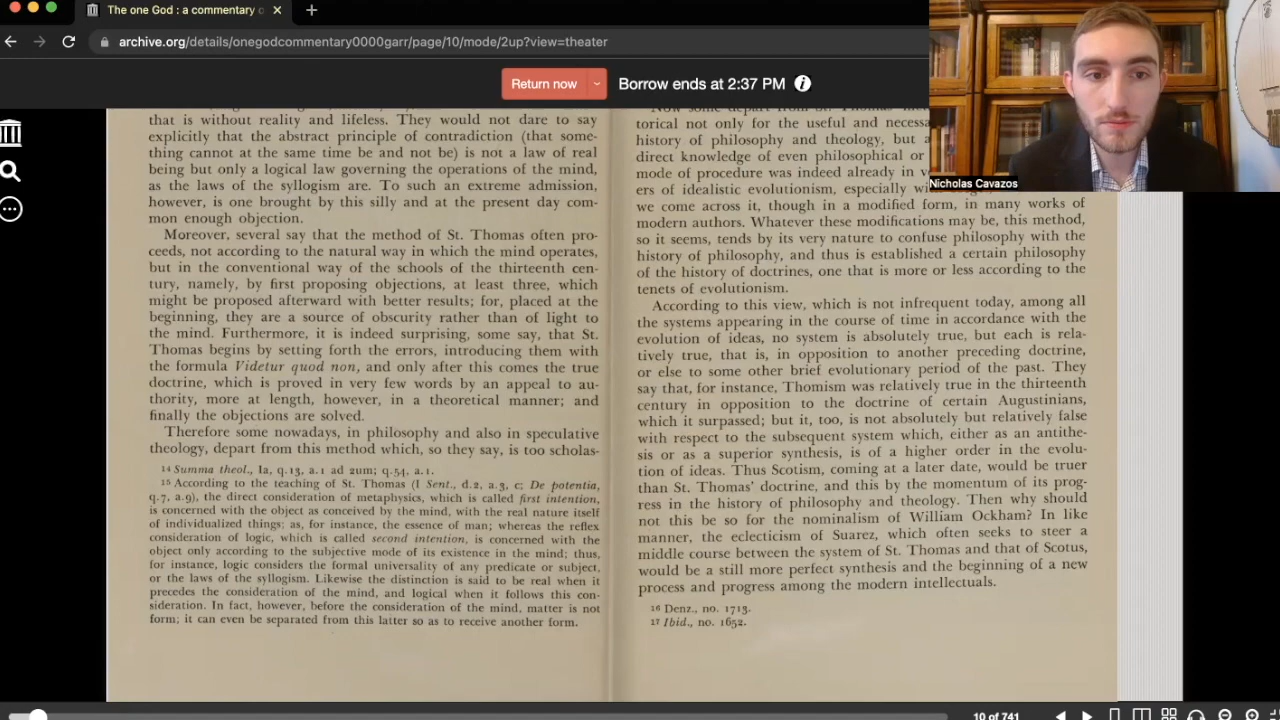 The one God : a commentary o
archive.org/details/onegodcommentary0000garr/page/10/mode/2up?view=theater
Return now
Borrow ends at 2:37 PM
Nicholas Cavazos
that is without reality and lifeless. They would not dare to say
explicitly that the abstract principle of contradiction (that some-
thing cannot at the same time be and not be) is not a law of real
being but only a logical law governing the operations of the mind,
as the laws of the syllogism are. To such an extreme admission,
however, is one brought by this silly and at the present day com-
mon enough objection.
Moreover, several say that the method of St. Thomas often pro-
ceeds, not according to the natural way in which the mind operates,
but in the conventional way of the schools of the thirteenth cen-
tury, namely, by first proposing objections, at least three, which
might be proposed afterward with better results; for, placed at the
beginning, they are a source of obscurity rather than of light to
the mind. Furthermore, it is indeed surprising, some say, that St.
Thomas begins by setting forth the errors, introducing them with
the formula Videtur quod non, and only after this comes the true
doctrine, which is proved in very few words by an appeal to au-
thority, more at length, however, in a theoretical manner; and
finally the objections are solved.
Therefore some nowadays, in philosophy and also in speculative
theology, depart from this method which, so they say, is too scholas-
14 Summa theol., Ia, q.13, a.1 ad 2um; q.54, a.1.
15 According to the teaching of St. Thomas (I Sent., d.2, a.3, c; De potentia,
q.7, a.9), the direct consideration of metaphysics, which is called first intention,
is concerned with the object as conceived by the mind, with the real nature itself
of individualized things; as, for instance, the essence of man; whereas the reflex
consideration of logic, which is called second intention, is concerned with the
object only according to the subjective mode of its existence in the mind; thus,
for instance, logic considers the formal universality of any predicate or subject,
or the laws of the syllogism. Likewise the distinction is said to be real when it
precedes the consideration of the mind, and logical when it follows this con-
sideration. In fact, however, before the consideration of the mind, matter is not
form; it can even be separated from this latter so as to receive another form.
Now some depart from St. Thomas'
torical not only for the useful and necessa
history of philosophy and theology, but a
direct knowledge of even philosophical or
mode of procedure was indeed already in v
ers of idealistic evolutionism, especially wi
we come across it, though in a modified form, in many works of
modern authors. Whatever these modifications may be, this method,
so it seems, tends by its very nature to confuse philosophy with the
history of philosophy, and thus is established a certain philosophy
of the history of doctrines, one that is more or less according to the
tenets of evolutionism.
According to this view, which is not infrequent today, among all
the systems appearing in the course of time in accordance with the
evolution of ideas, no system is absolutely true, but each is rela-
tively true, that is, in opposition to another preceding doctrine,
or else to some other brief evolutionary period of the past. They
say that, for instance, Thomism was relatively true in the thirteenth
century in opposition to the doctrine of certain Augustinians,
which it surpassed; but it, too, is not absolutely but relatively false
with respect to the subsequent system which, either as an antithe-
sis or as a superior synthesis, is of a higher order in the evolu-
tion of ideas. Thus Scotism, coming at a later date, would be truer
than St. Thomas' doctrine, and this by the momentum of its prog-
ress in the history of philosophy and theology. Then why should
not this be so for the nominalism of William Ockham? In like
manner, the eclecticism of Suarez, which often seeks to steer a
middle course between the system of St. Thomas and that of Scotus,
would be a still more perfect synthesis and the beginning of a new
process and progress among the modern intellectuals.
16 Denz., no. 1713.
17 Ibid., no. 1652.
10 of 741